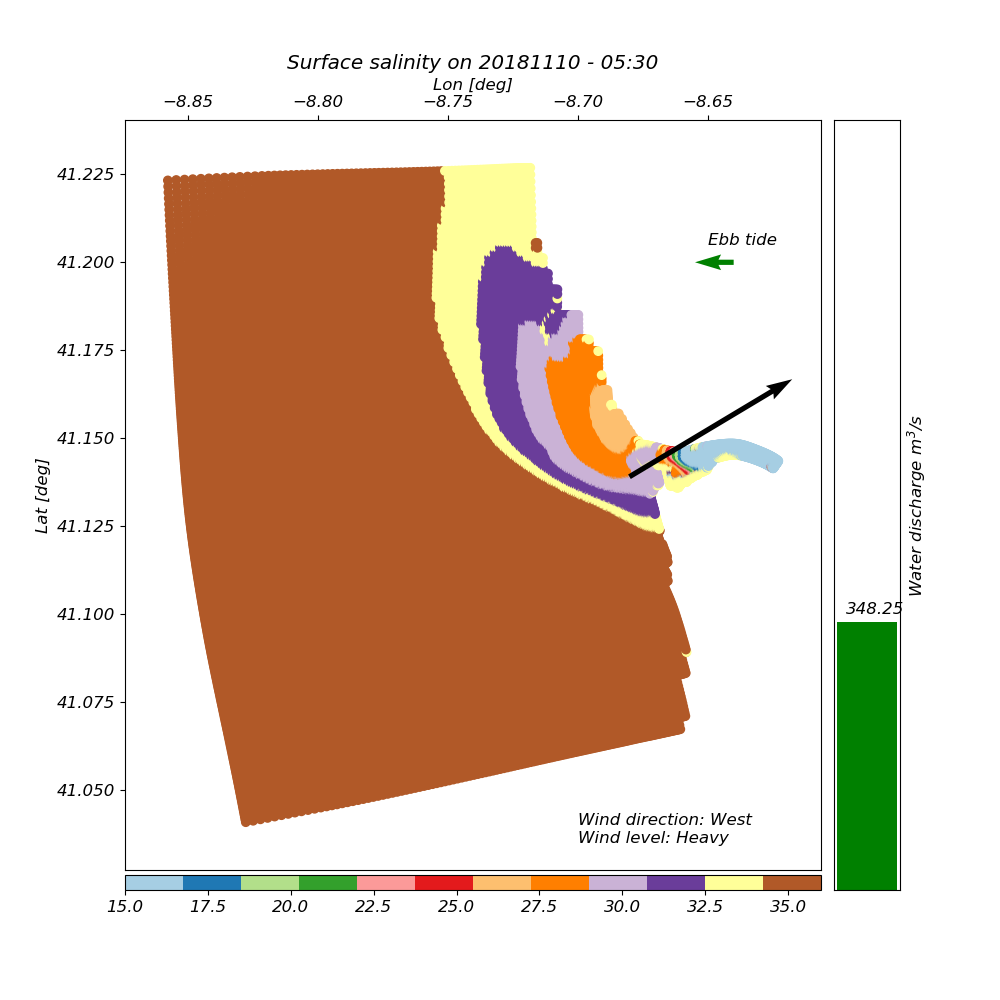 Surface salinity on 20181110 - 05:30
Lon [deg]
−8.85 −8.80 −8.75 −8.70 −8.65
41.225
41.200
41.175
41.150
41.125
41.100
41.075
41.050
Lat [deg]
Ebb tide
Wind direction: West
Wind level: Heavy
348.25
Water discharge m³/s
15.0 17.5 20.0 22.5 25.0 27.5 30.0 32.5 35.0